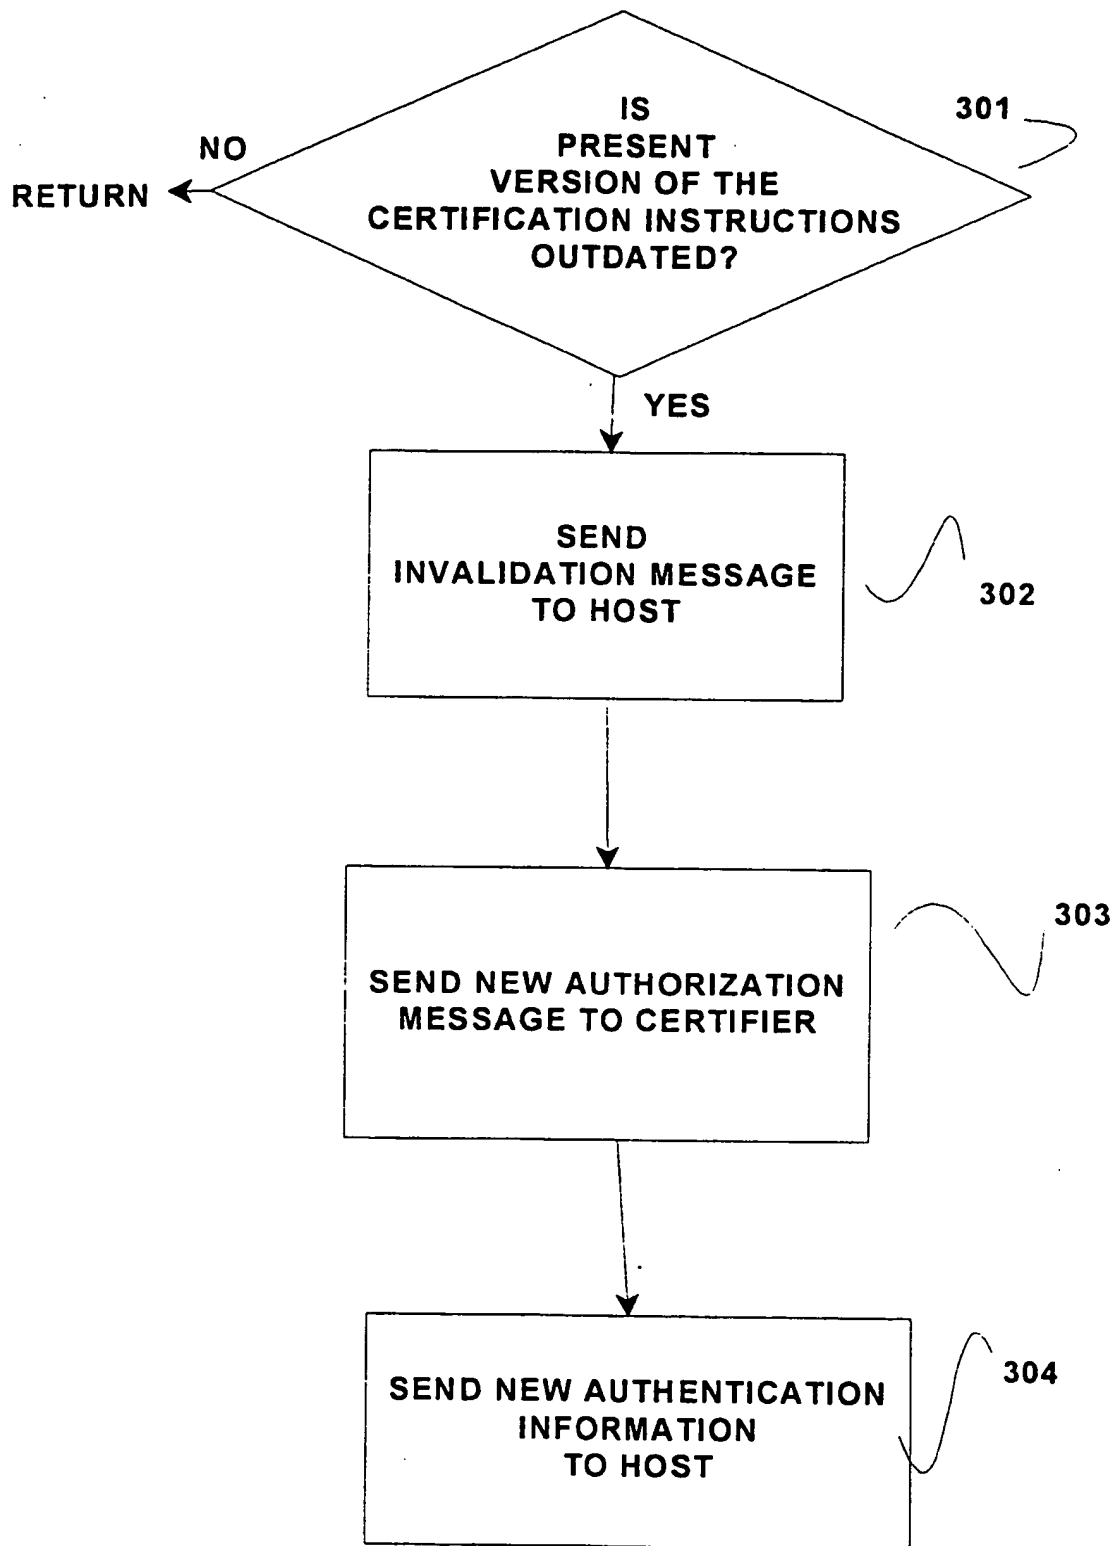 IS
PRESENT
VERSION OF THE
CERTIFICATION INSTRUCTIONS
OUTDATED?
301
NO
RETURN
YES
SEND
INVALIDATION MESSAGE
TO HOST
302
SEND NEW AUTHORIZATION
MESSAGE TO CERTIFIER
303
SEND NEW AUTHENTICATION
INFORMATION
TO HOST
304